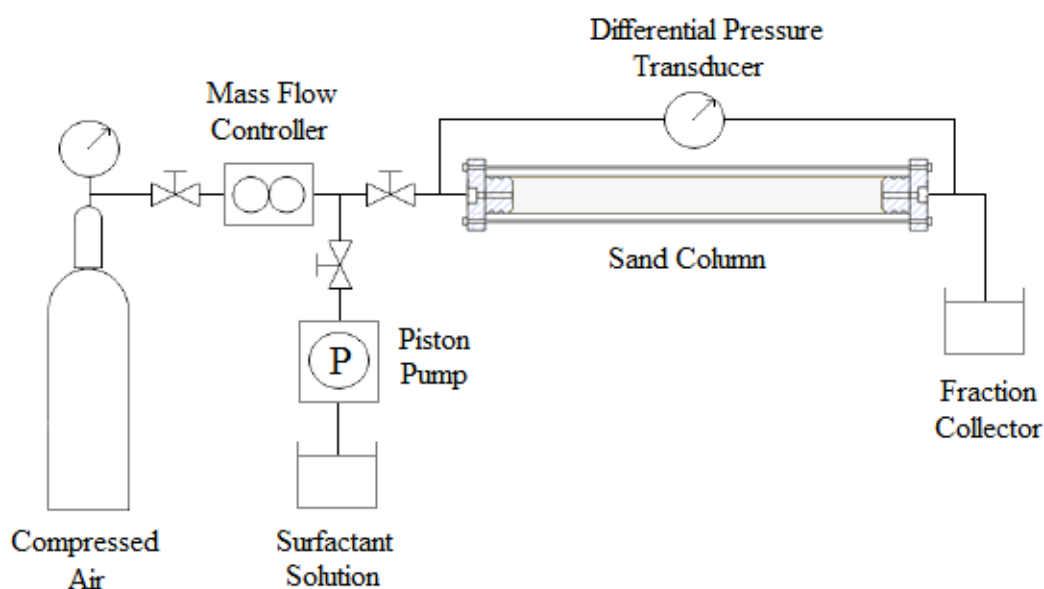 Differential Pressure
Transducer
Mass Flow
Controller
Sand Column
P
Piston
Pump
Fraction
Collector
Compressed
Air
Surfactant
Solution